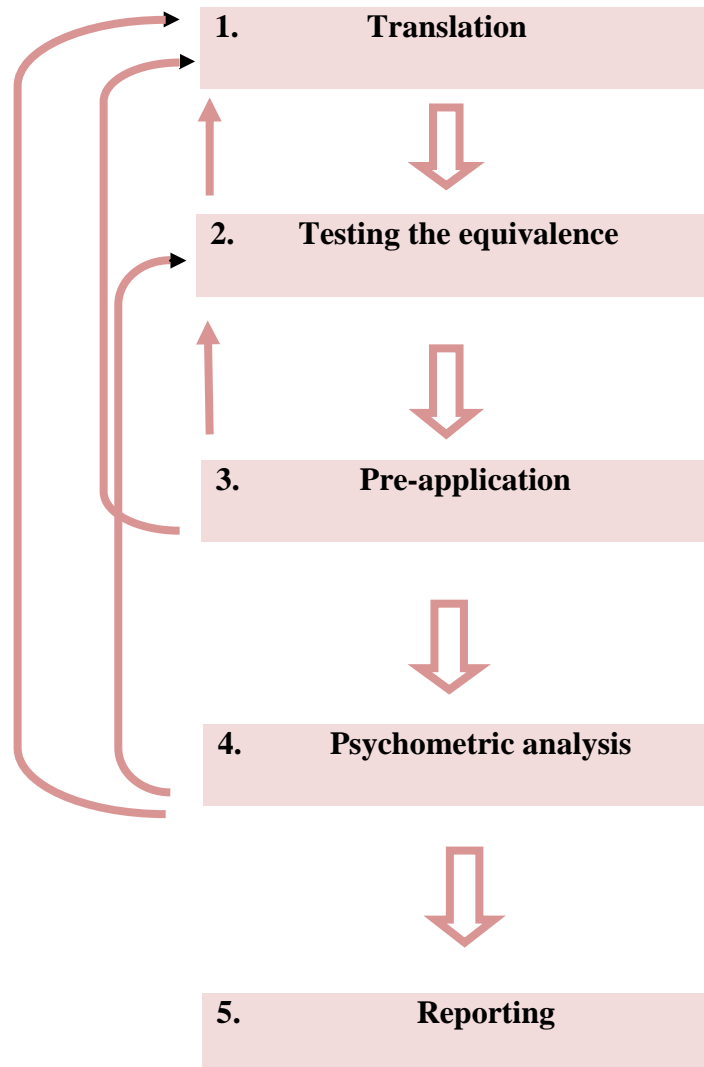 1. Translation
2. Testing the equivalence
3. Pre-application
4. Psychometric analysis
5. Reporting